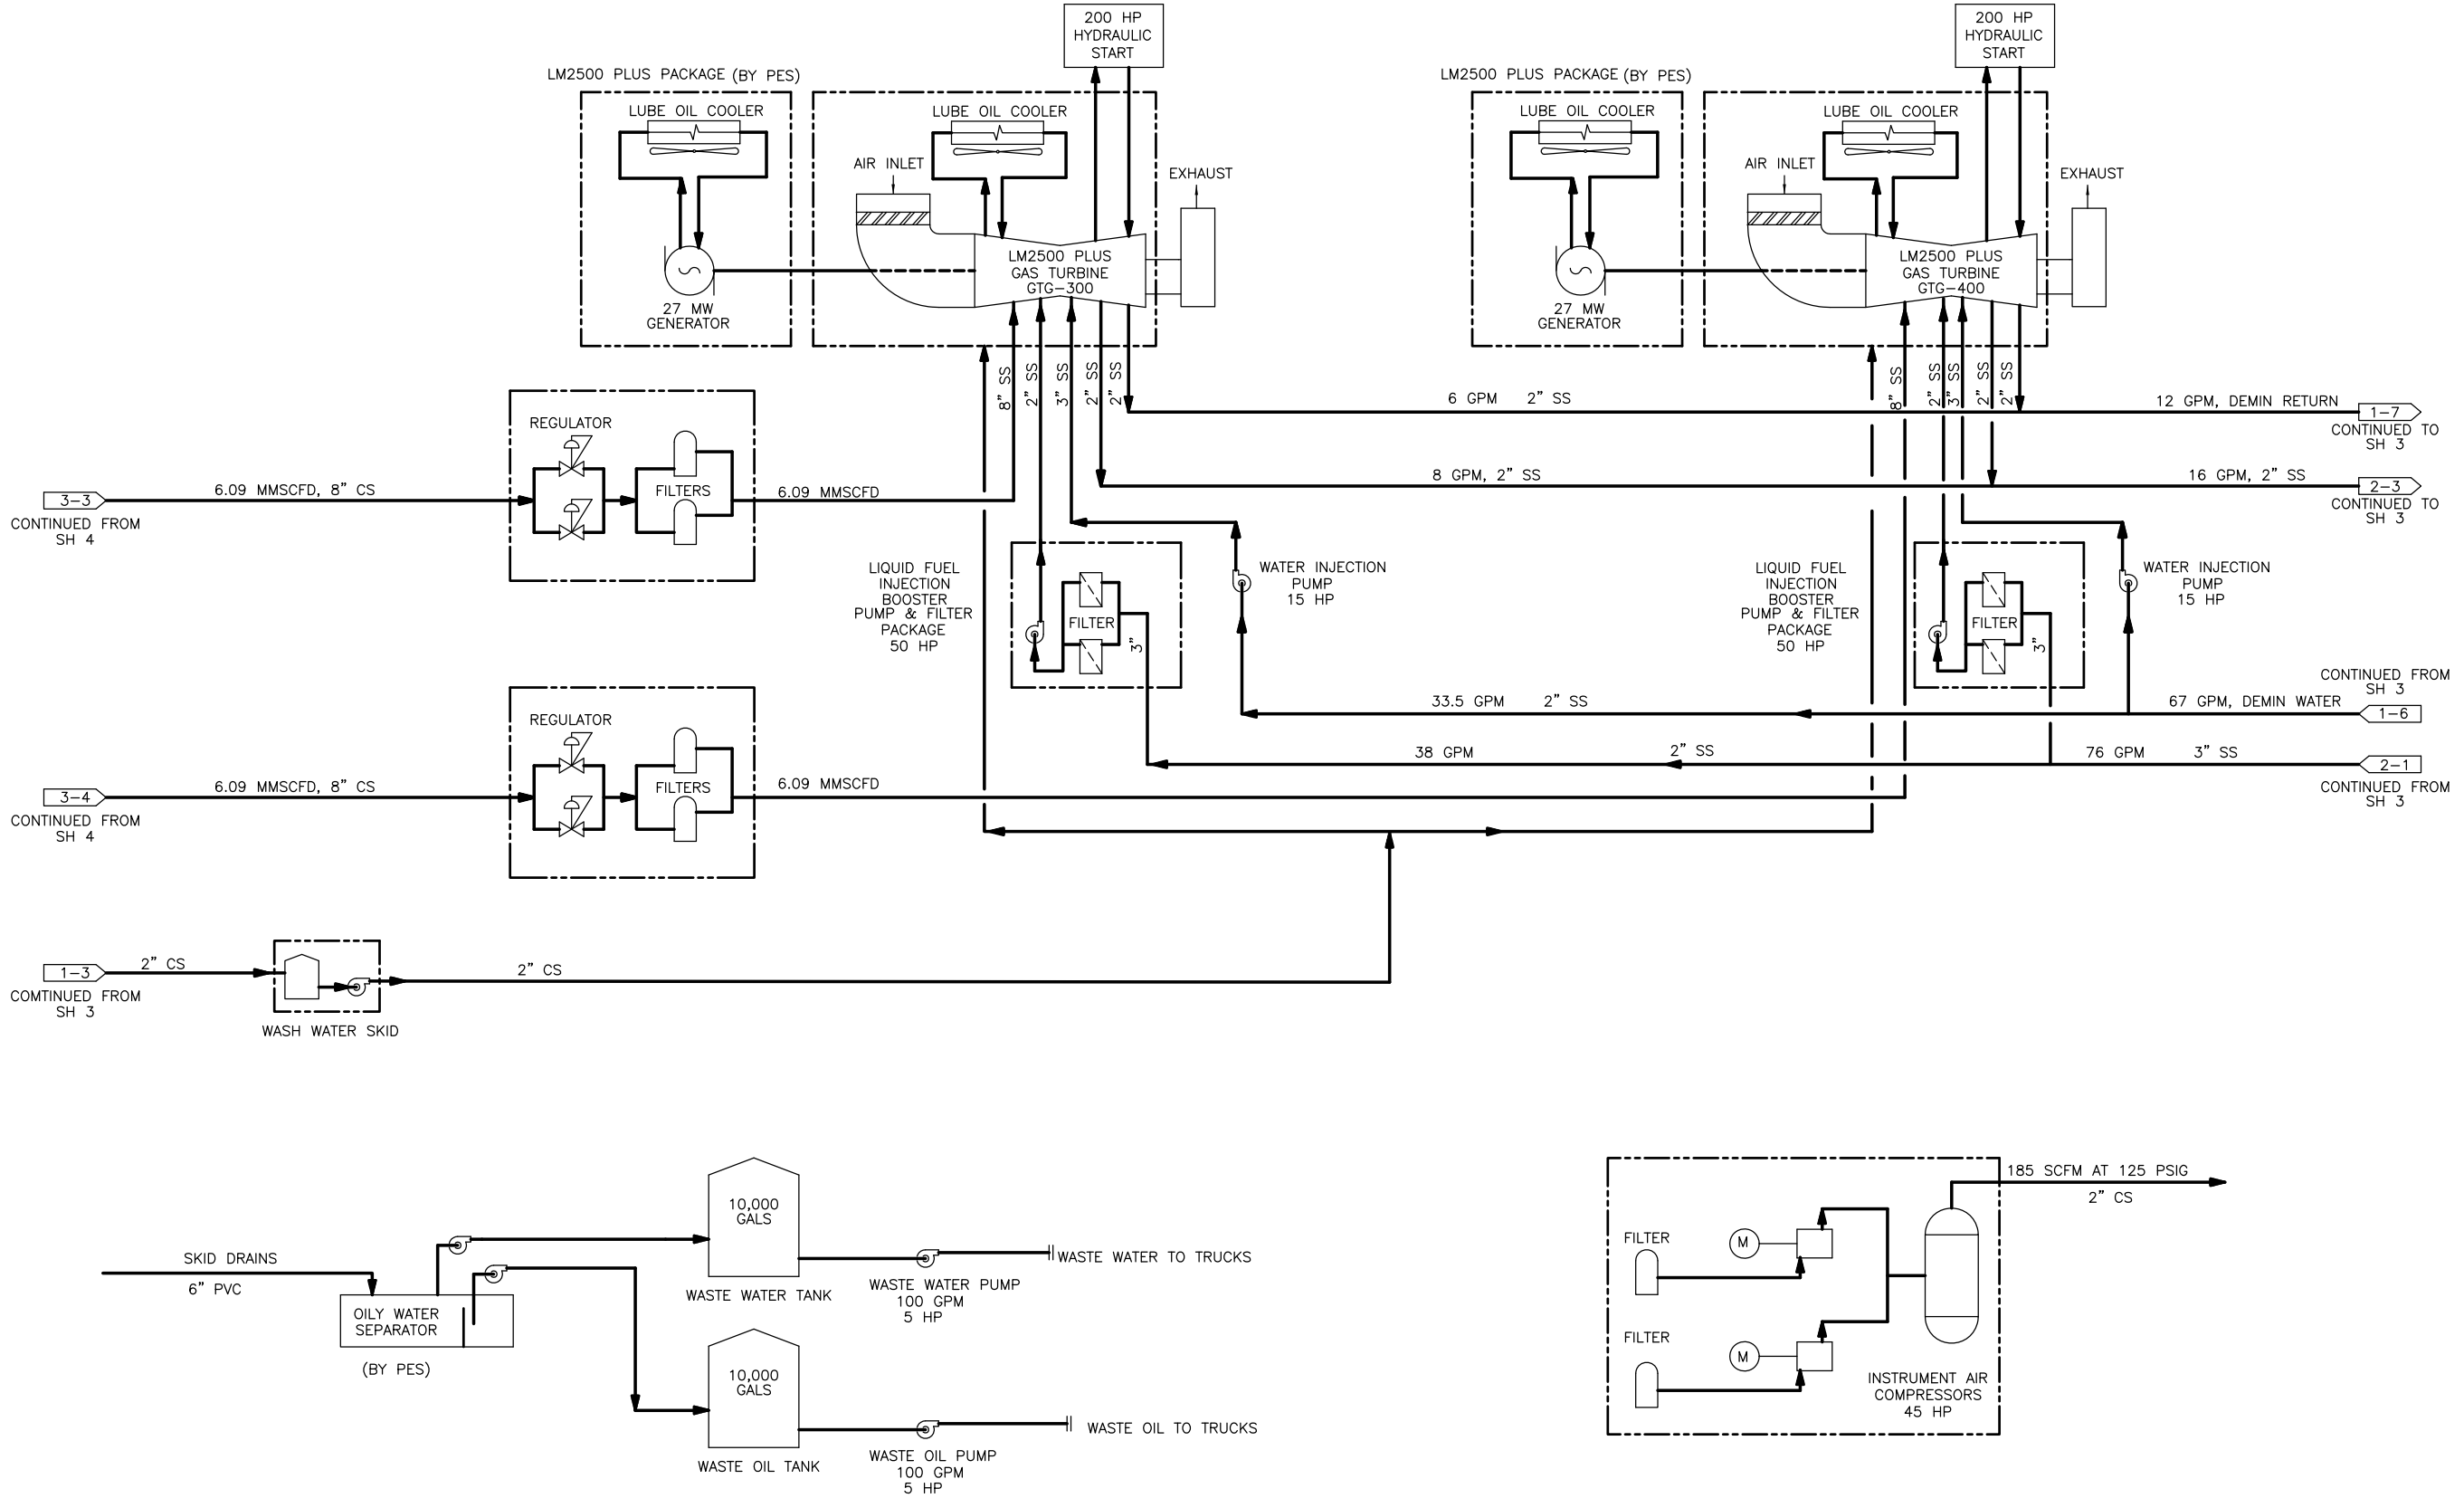 200 HP
HYDRAULIC
START
200 HP
HYDRAULIC
START
LM2500 PLUS PACKAGE (BY PES)
LM2500 PLUS PACKAGE (BY PES)
LUBE OIL COOLER
LUBE OIL COOLER
LUBE OIL COOLER
LUBE OIL COOLER
AIR INLET
EXHAUST
AIR INLET
EXHAUST
LM2500 PLUS
GAS TURBINE
GTG-300
LM2500 PLUS
GAS TURBINE
GTG-400
27 MW
GENERATOR
27 MW
GENERATOR
8" SS
2" SS
3" SS
2" SS
2" SS
8" SS
2" SS
3" SS
2" SS
2" SS
6 GPM 2" SS
12 GPM, DEMIN RETURN
1-7
CONTINUED TO
SH 3
REGULATOR
FILTERS
8 GPM, 2" SS
16 GPM, 2" SS
2-3
CONTINUED TO
SH 3
3-3
6.09 MMSCFD, 8" CS
6.09 MMSCFD
CONTINUED FROM
SH 4
LIQUID FUEL
INJECTION
BOOSTER
PUMP & FILTER
PACKAGE
50 HP
FILTER
3"
WATER INJECTION
PUMP
15 HP
LIQUID FUEL
INJECTION
BOOSTER
PUMP & FILTER
PACKAGE
50 HP
FILTER
3"
WATER INJECTION
PUMP
15 HP
CONTINUED FROM
SH 3
33.5 GPM 2" SS
67 GPM, DEMIN WATER
1-6
REGULATOR
FILTERS
38 GPM
2" SS
76 GPM 3" SS
2-1
CONTINUED FROM
SH 3
3-4
6.09 MMSCFD, 8" CS
6.09 MMSCFD
CONTINUED FROM
SH 4
1-3
2" CS
2" CS
COMTINUED FROM
SH 3
WASH WATER SKID
10,000
GALS
SKID DRAINS
6" PVC
OILY WATER
SEPARATOR
(BY PES)
WASTE WATER TANK
WASTE WATER TO TRUCKS
WASTE WATER PUMP
100 GPM
5 HP
10,000
GALS
WASTE OIL TANK
WASTE OIL TO TRUCKS
WASTE OIL PUMP
100 GPM
5 HP
185 SCFM AT 125 PSIG
2" CS
FILTER
M
FILTER
M
INSTRUMENT AIR
COMPRESSORS
45 HP